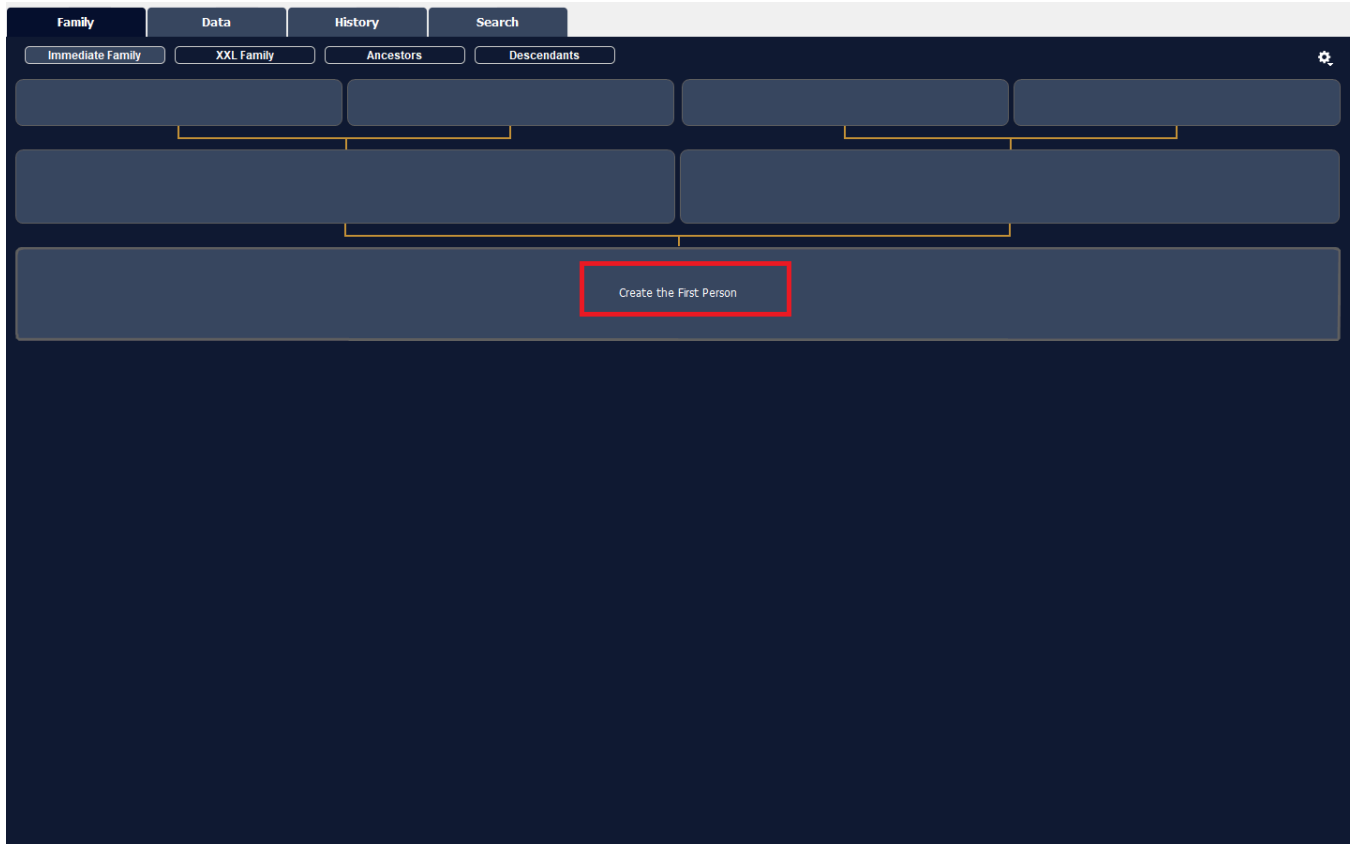 Family Data History Search
Immediate Family XXL Family Ancestors Descendants
Create the First Person